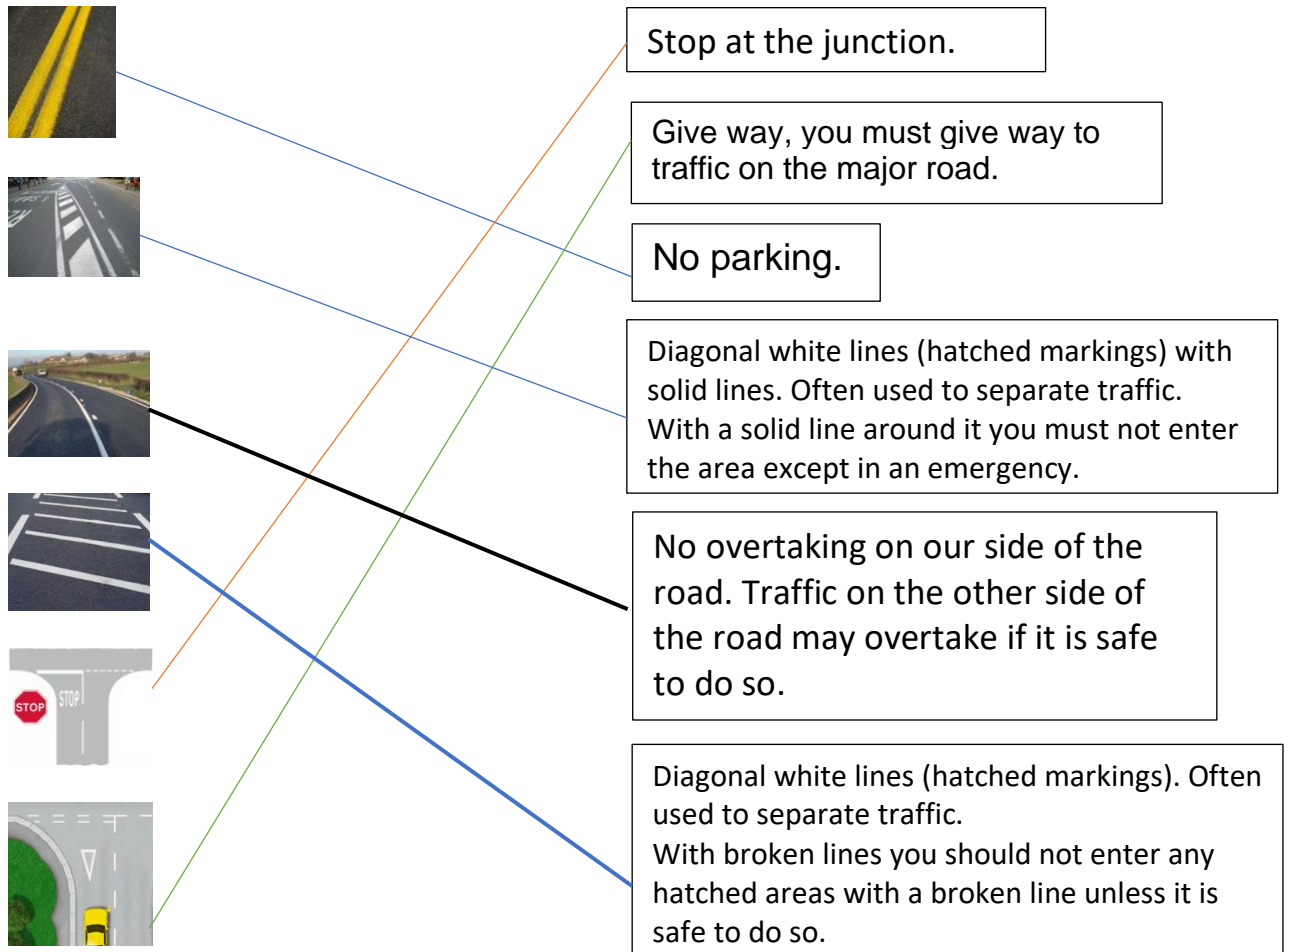 Stop at the junction.
Give way, you must give way to
traffic on the major road.
No parking.
Diagonal white lines (hatched markings) with
solid lines. Often used to separate traffic.
With a solid line around it you must not enter
the area except in an emergency.
No overtaking on our side of the
road. Traffic on the other side of
the road may overtake if it is safe
to do so.
STOP
STOP
Diagonal white lines (hatched markings). Often
used to separate traffic.
With broken lines you should not enter any
hatched areas with a broken line unless it is
safe to do so.